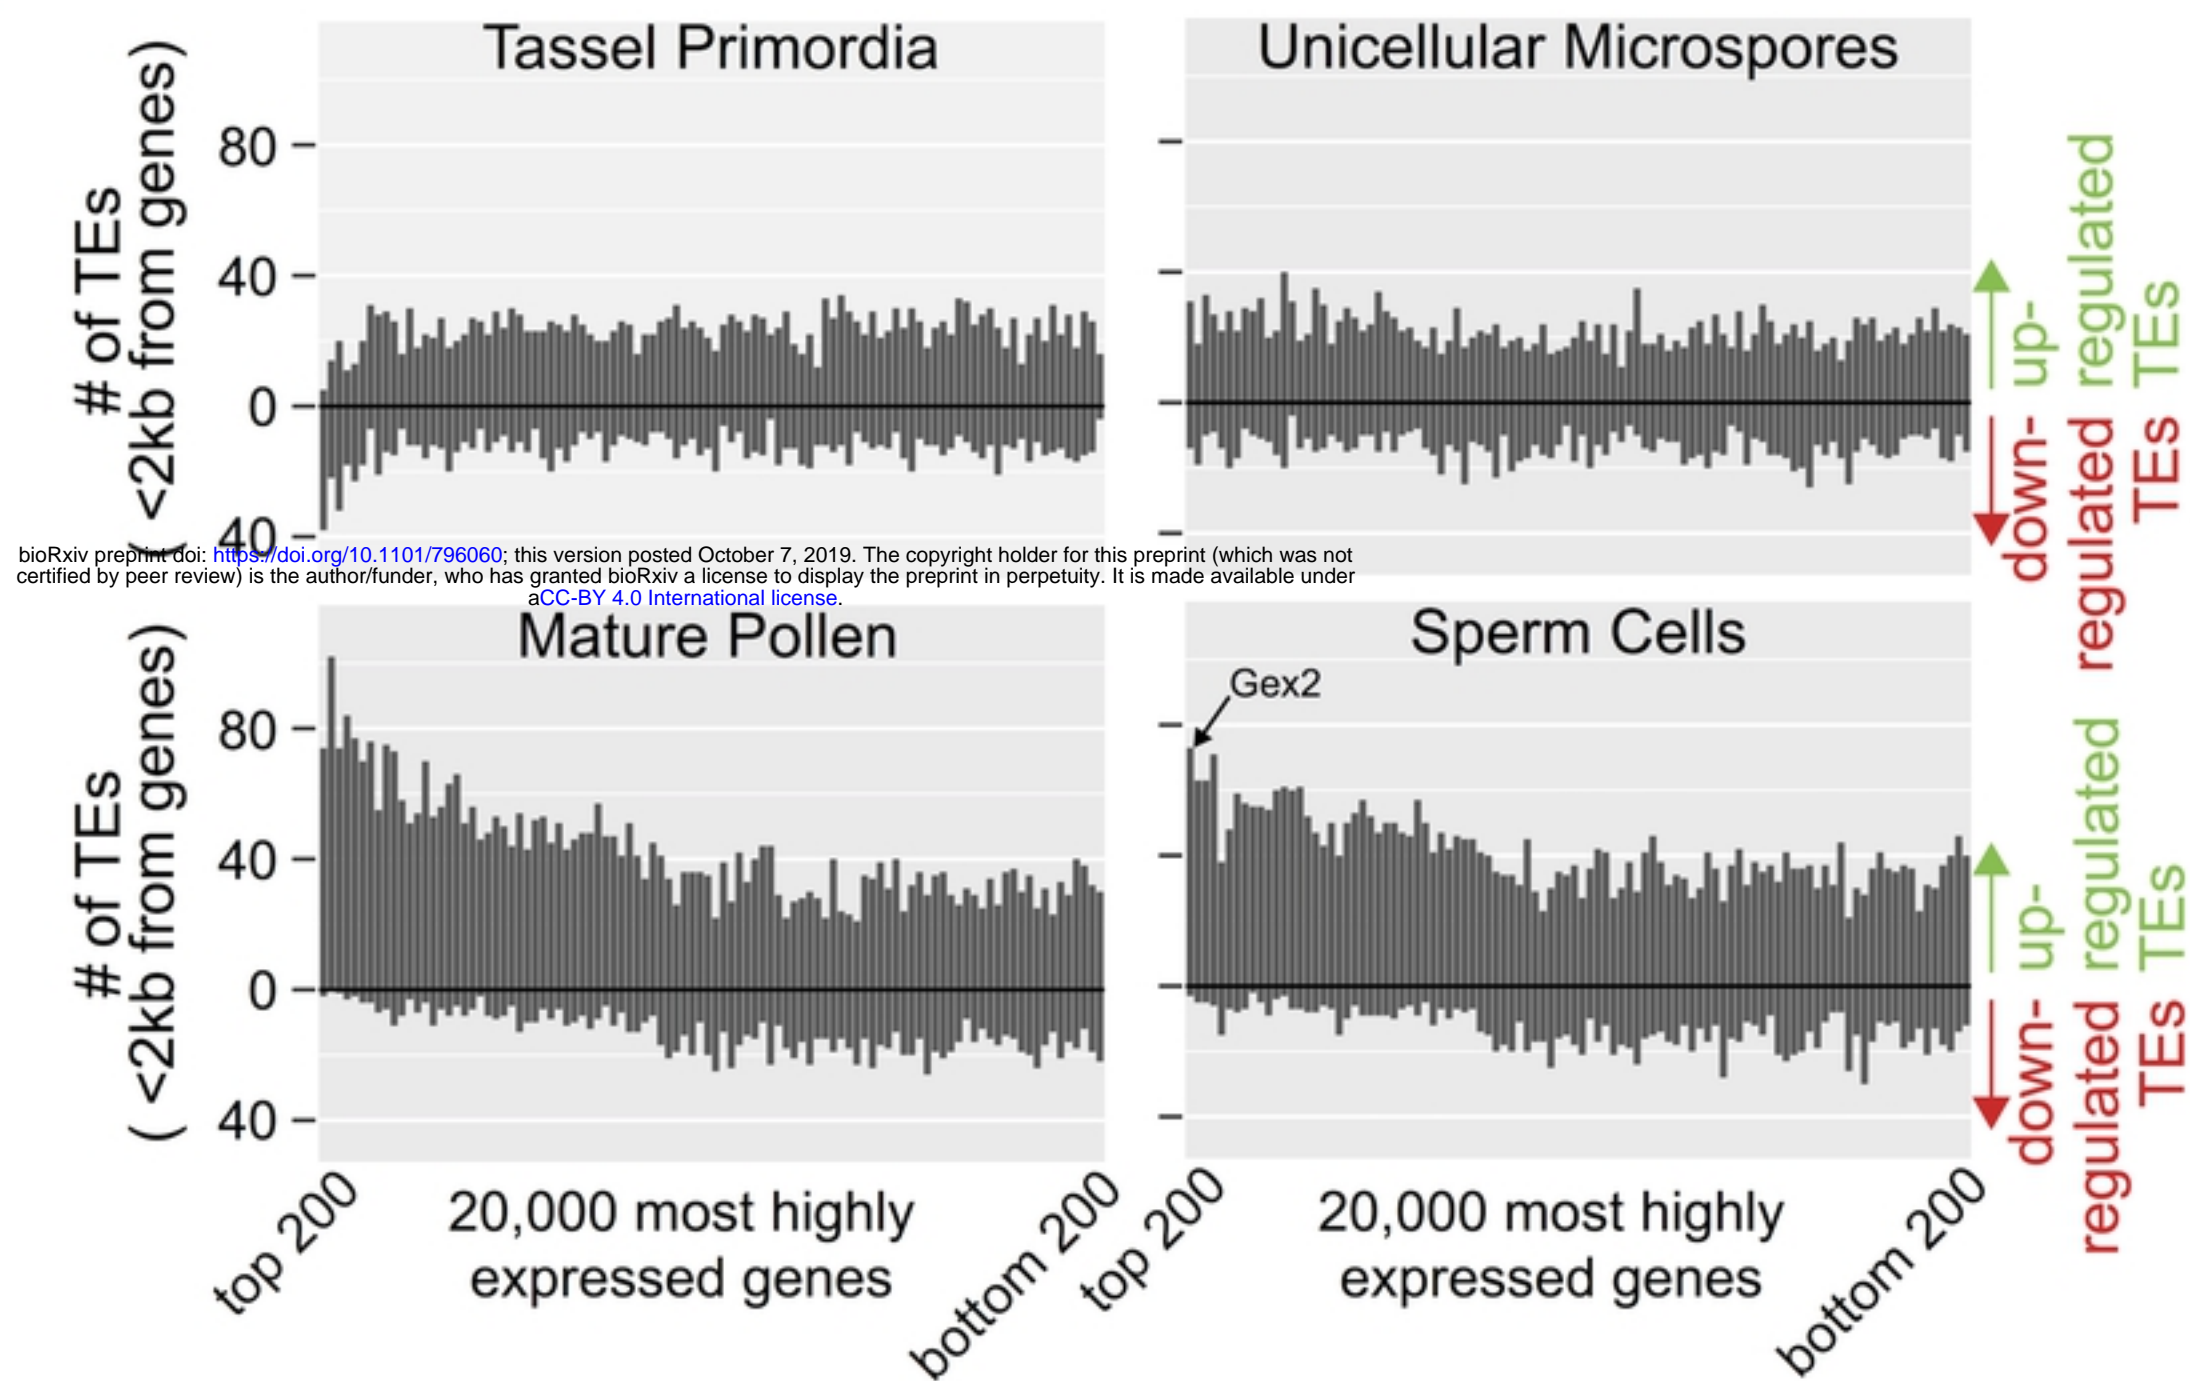 Tassel Primordia
Unicellular Microspores
# of TEs
( <2kb from genes)
80
40
0
40
up-
regulated
TEs
down-
regulated
TEs
bioRxiv preprint doi: https://doi.org/10.1101/796060; this version posted October 7, 2019. The copyright holder for this preprint (which was not
certified by peer review) is the author/funder, who has granted bioRxiv a license to display the preprint in perpetuity. It is made available under
aCC-BY 4.0 International license.
Mature Pollen
Sperm Cells
Gex2
# of TEs
( <2kb from genes)
80
40
0
40
up-
regulated
TEs
down-
regulated
TEs
top 200
20,000 most highly
expressed genes
bottom 200
top 200
20,000 most highly
expressed genes
bottom 200